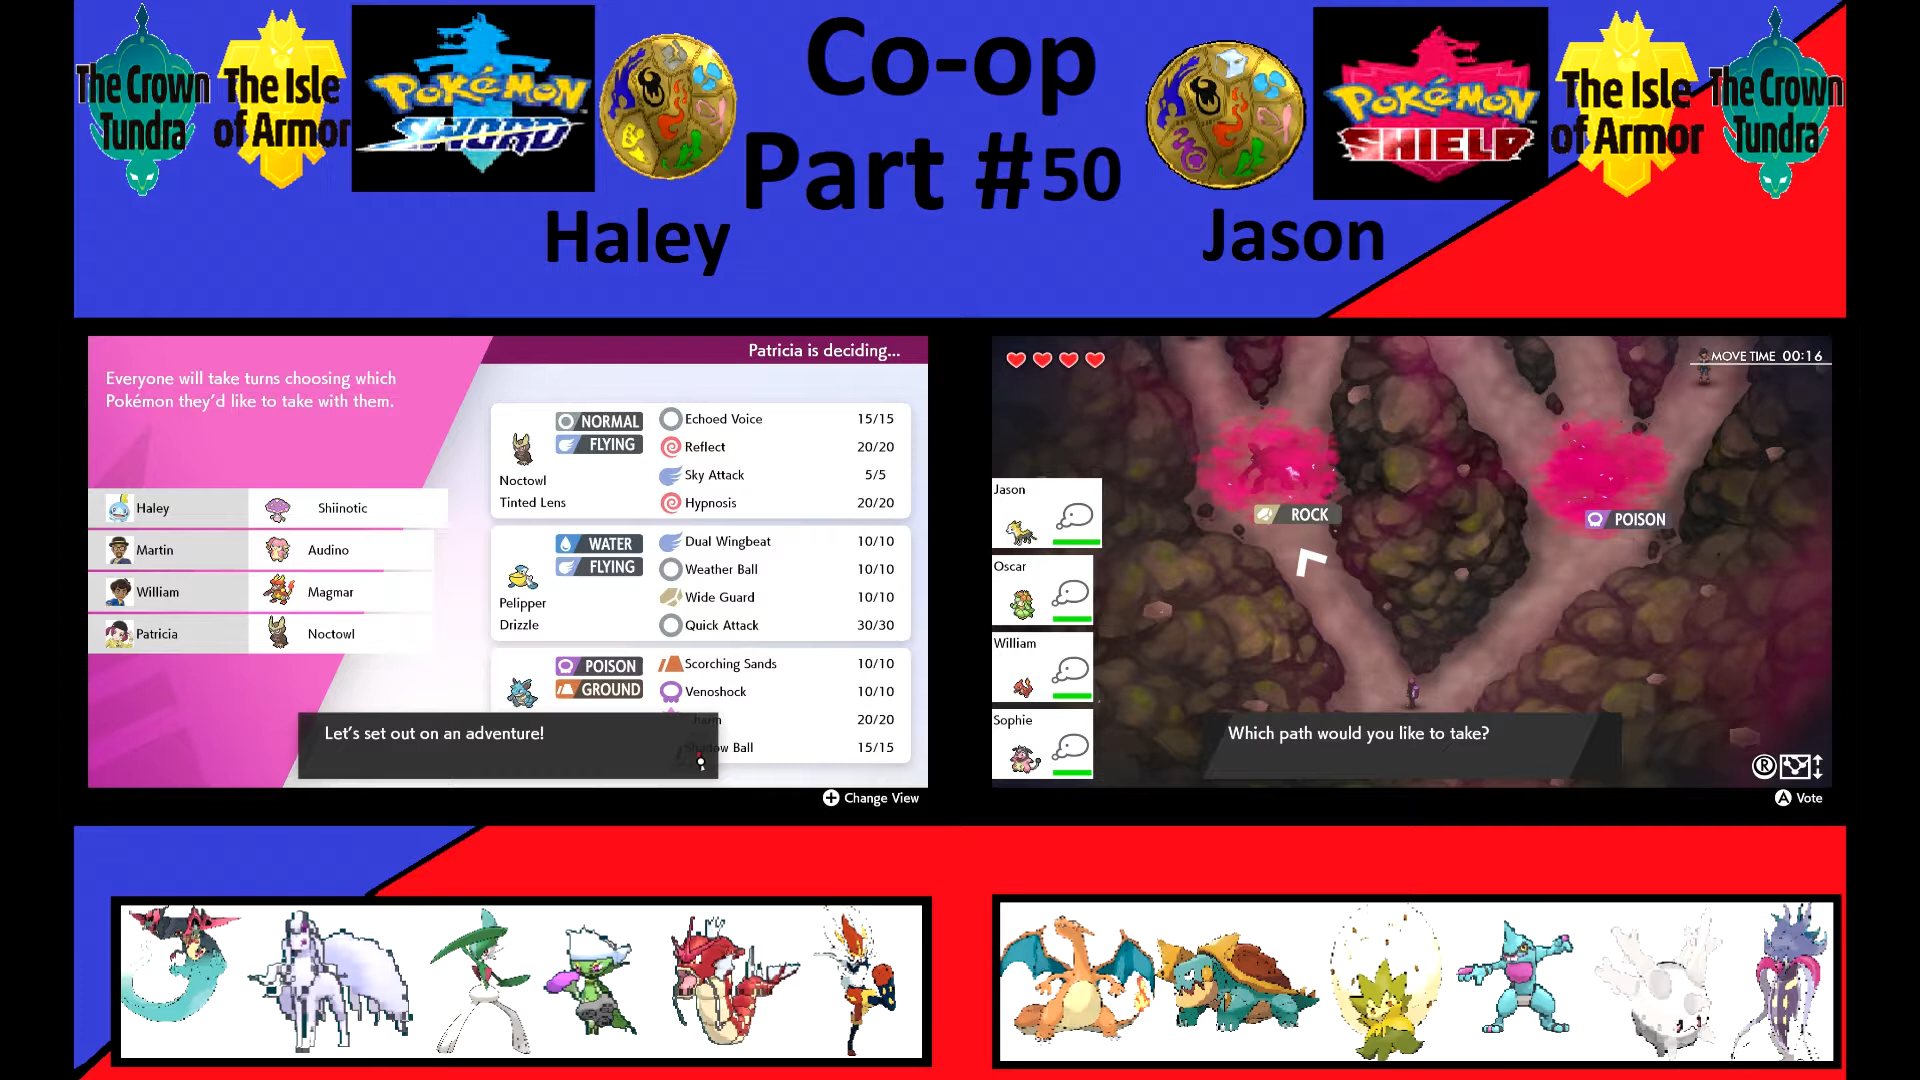 The Crown
Tundra
The Isle
of Armor
POKÉMON
SWORD
Co-op
Part #50
POKÉMON
SHIELD
The Isle
of Armor
The Crown
Tundra
Haley
Jason
Everyone will take turns choosing which
Pokémon they'd like to take with them.
Patricia is deciding...
Haley Shiinotic
Martin Audino
William Magmar
Patricia Noctowl
NORMAL
FLYING
Noctowl
Tinted Lens
Echoed Voice 15/15
Reflect 20/20
Sky Attack 5/5
Hypnosis 20/20
WATER
FLYING
Pelipper
Drizzle
Dual Wingbeat 10/10
Weather Ball 10/10
Wide Guard 10/10
Quick Attack 30/30
POISON
GROUND
Scorching Sands 10/10
Venoshock 10/10
Charm 20/20
Shadow Ball 15/15
Let's set out on an adventure!
Change View
MOVE TIME 00:16
Jason
Oscar
William
Sophie
ROCK
POISON
Which path would you like to take?
R
A Vote